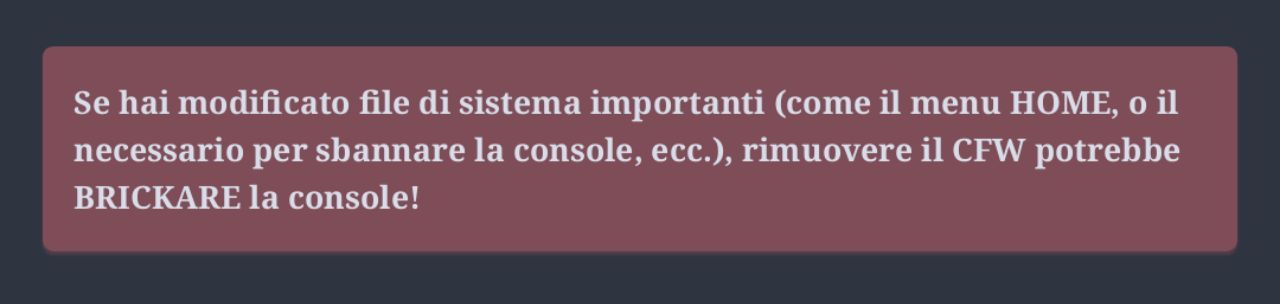 Se hai modificato file di sistema importanti (come il menu HOME, o il
necessario per sbannare la console, ecc.), rimuovere il CFW potrebbe
BRICKARE la console!